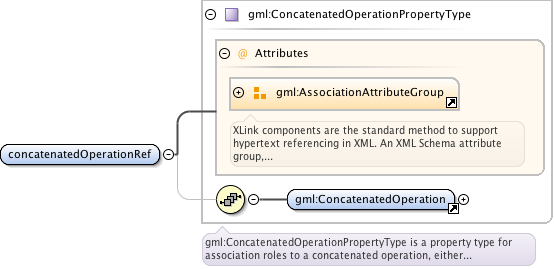 gml:ConcatenatedOperationPropertyType
@ Attributes
gml:AssociationAttributeGroup
XLink components are the standard method to support
hypertext referencing in XML. An XML Schema attribute
group,...
concatenatedOperationRef
gml:ConcatenatedOperation
gml:ConcatenatedOperationPropertyType is a property type for
association roles to a concatenated operation, either...